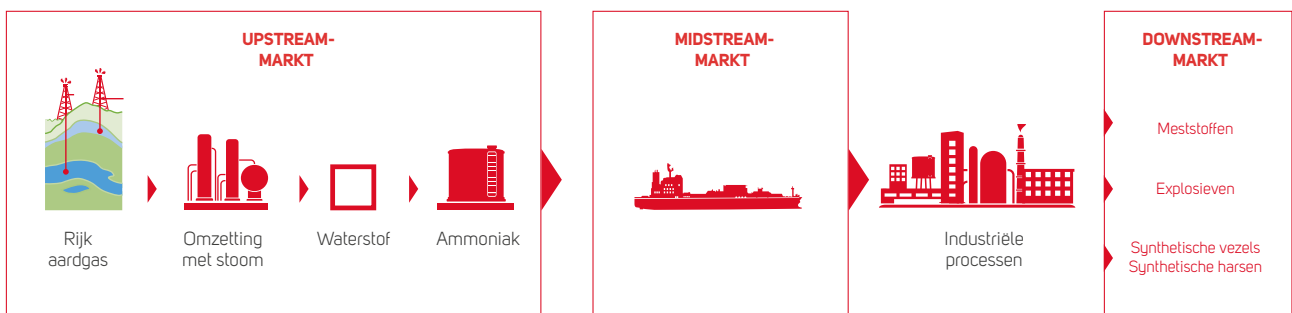 UPSTREAM-
MARKT
Rijk
aardgas
Omzetting
met stoom
Waterstof
Ammoniak
MIDSTREAM-
MARKT
Industriële
processen
DOWNSTREAM-
MARKT
Meststoffen
Explosieven
Synthetische vezels
Synthetische harsen